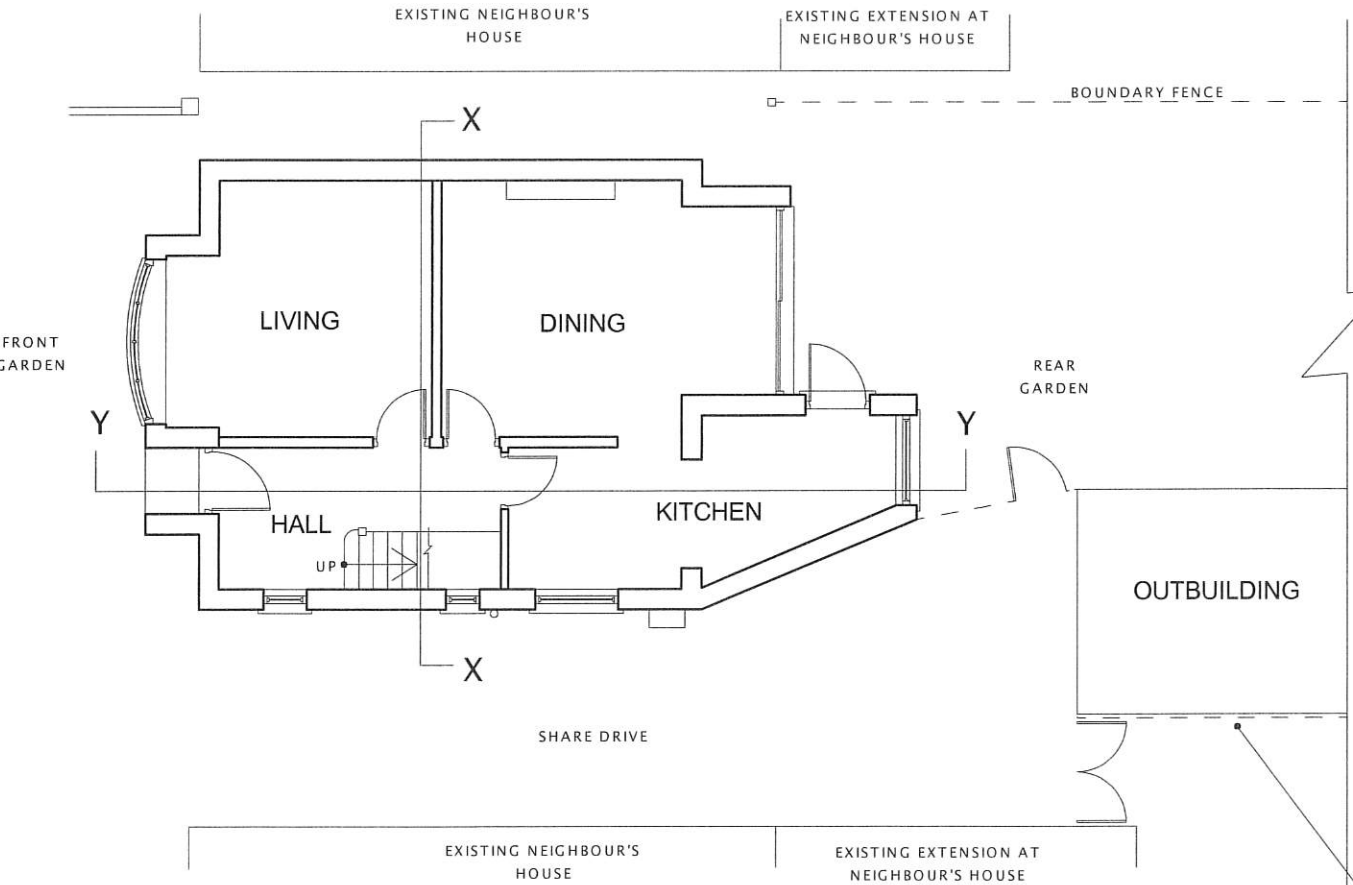 EXISTING NEIGHBOUR'S
HOUSE
EXISTING EXTENSION AT
NEIGHBOUR'S HOUSE
BOUNDARY FENCE
X
LIVING
DINING
FRONT
GARDEN
REAR
GARDEN
Y
Y
HALL
KITCHEN
UP
OUTBUILDING
X
SHARE DRIVE
EXISTING NEIGHBOUR'S
HOUSE
EXISTING EXTENSION AT
NEIGHBOUR'S HOUSE